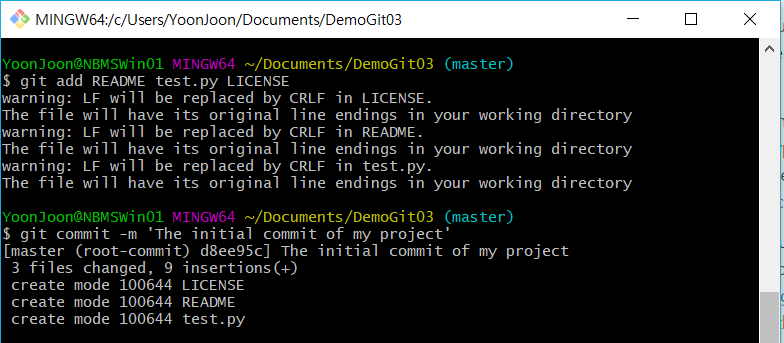 MINGW64:/c/Users/YoonJoon/Documents/DemoGit03
YoonJoon@NBMSWin01 MINGW64 ~/Documents/DemoGit03 (master)
$ git add README test.py LICENSE
warning: LF will be replaced by CRLF in LICENSE.
The file will have its original line endings in your working directory
warning: LF will be replaced by CRLF in README.
The file will have its original line endings in your working directory
warning: LF will be replaced by CRLF in test.py.
The file will have its original line endings in your working directory
YoonJoon@NBMSWin01 MINGW64 ~/Documents/DemoGit03 (master)
$ git commit -m 'The initial commit of my project'
[master (root-commit) d8ee95c] The initial commit of my project
 3 files changed, 9 insertions(+)
 create mode 100644 LICENSE
 create mode 100644 README
 create mode 100644 test.py